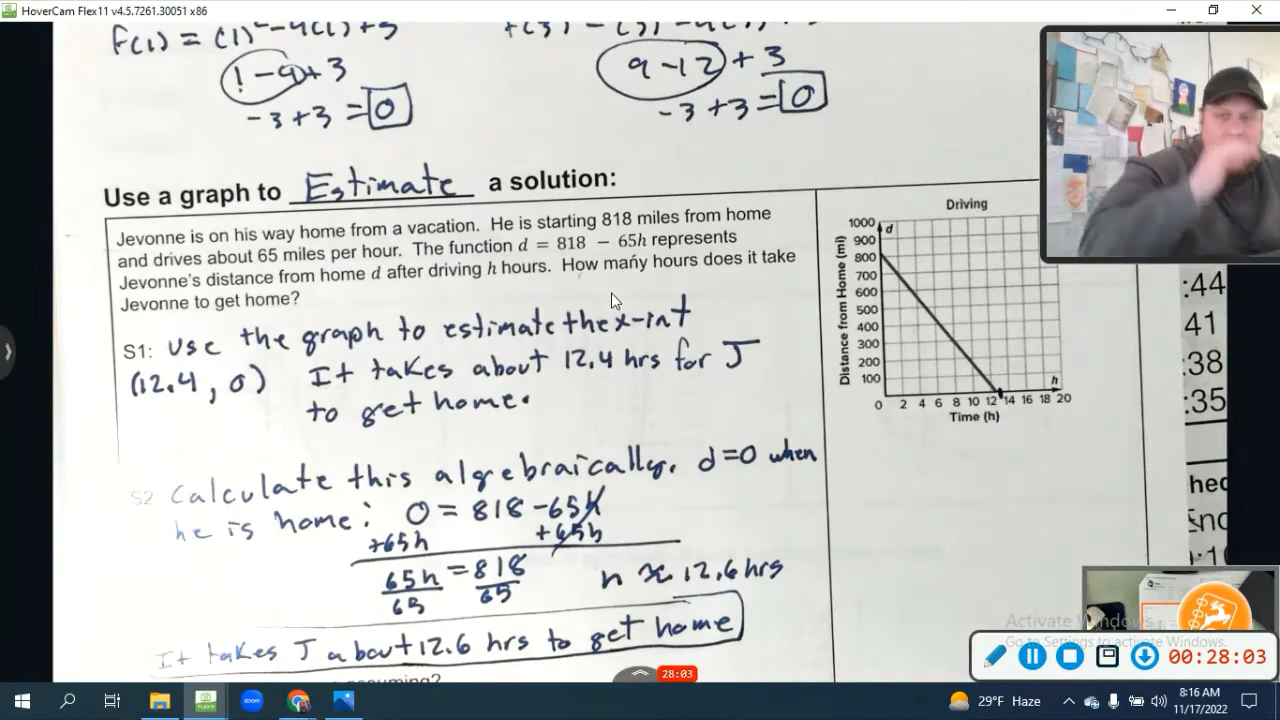 HoverCam Flex11 v4.5.7261.30051 x86
1 - 4 + 3
9 - 12 + 3
-3 + 3 = 0
-3 + 3 = 0
Use a graph to Estimate a solution:
Jevonne is on his way home from a vacation. He is starting 818 miles from home
and drives about 65 miles per hour. The function d = 818 − 65h represents
Jevonne's distance from home d after driving h hours. How many hours does it take
Jevonne to get home?
S1: Use the graph to estimate the x-int
(12.4, 0) It takes about 12.4 hrs for J
to get home.
S2 Calculate this algebraically. d=0 when
he is home: 0 = 818 - 65h
+65h +65h
65h = 818
65 65
h ≈ 12.6 hrs
It takes J about 12.6 hrs to get home
Driving
Distance from Home (mi)
1000 d
900
800
700
600
500
400
300
200
100
h
0 2 4 6 8 10 12 14 16 18 20
Time (h)
:44
41
:38
:35
Activate Windows
Go to Settings to activate Windows.
00:28:03
28:03
zoom
29°F Haze
8:16 AM
11/17/2022